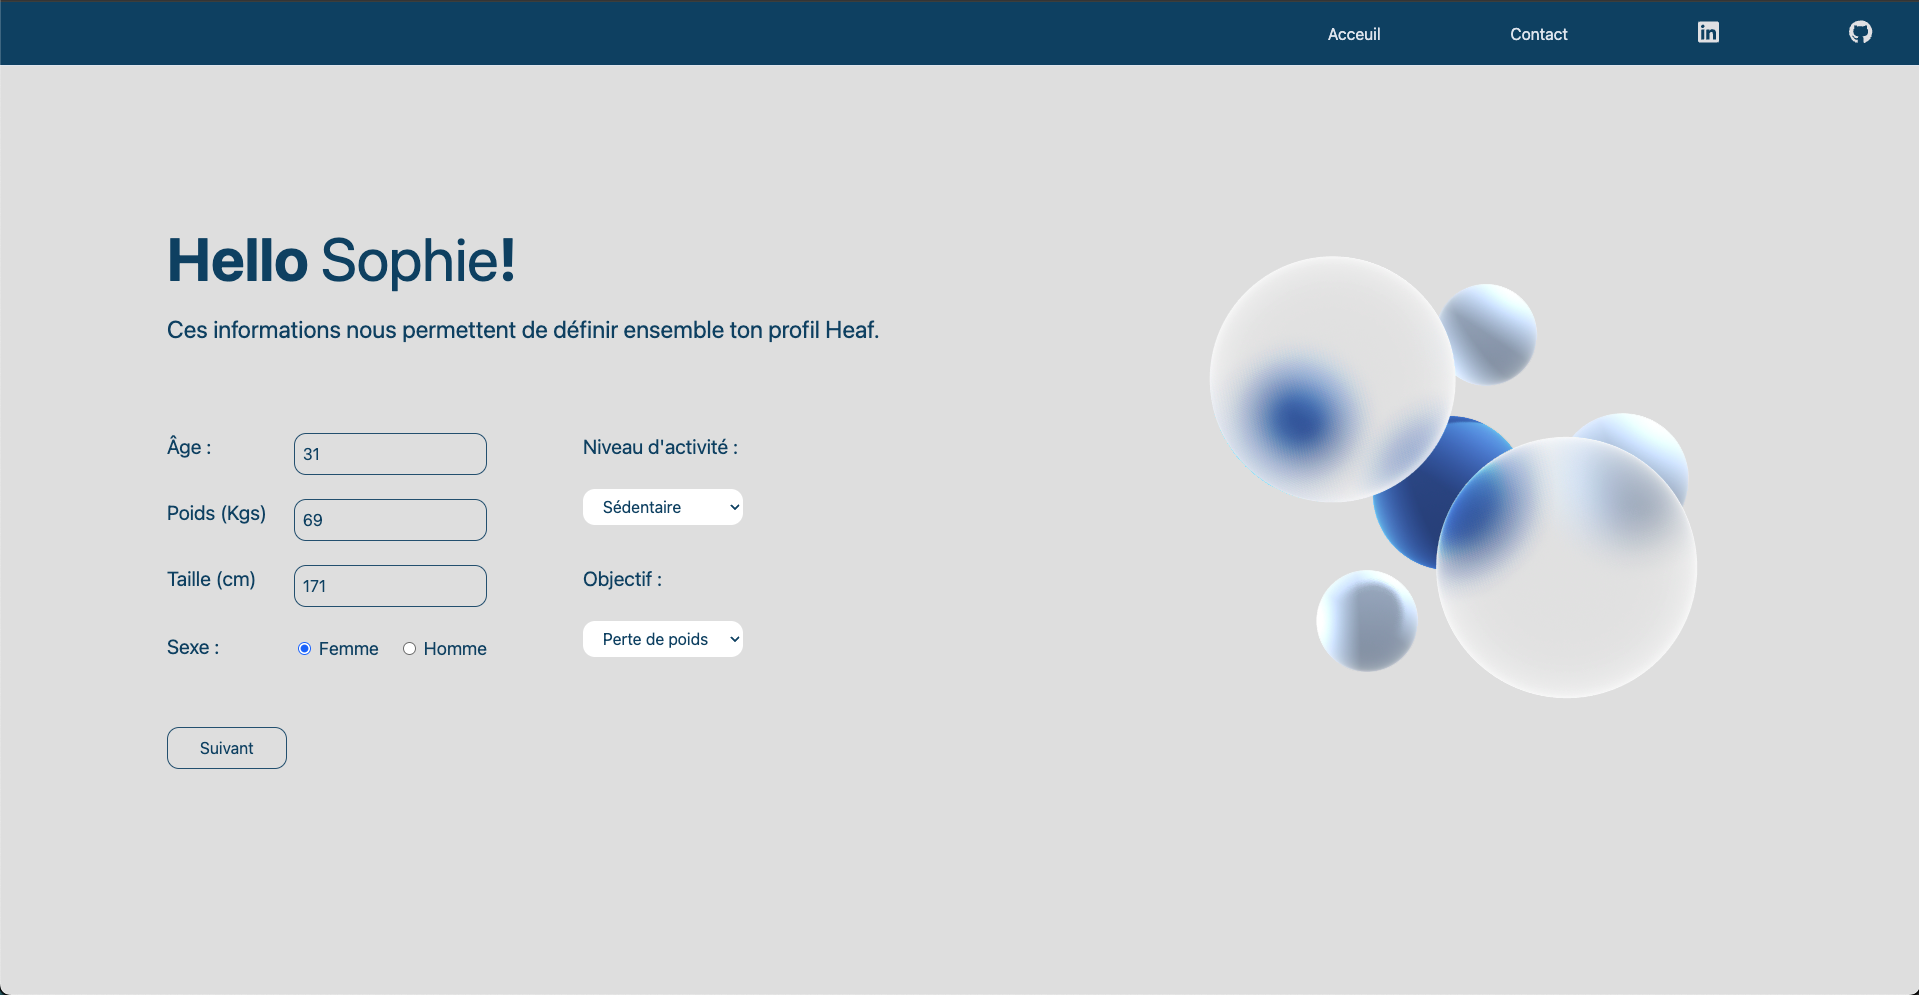 Acceuil Contact in
Hello Sophie!
Ces informations nous permettent de définir ensemble ton profil Heaf.
Âge : 31
Poids (Kgs) 69
Taille (cm) 171
Sexe : Femme Homme
Niveau d'activité :
Sédentaire
Objectif :
Perte de poids
Suivant